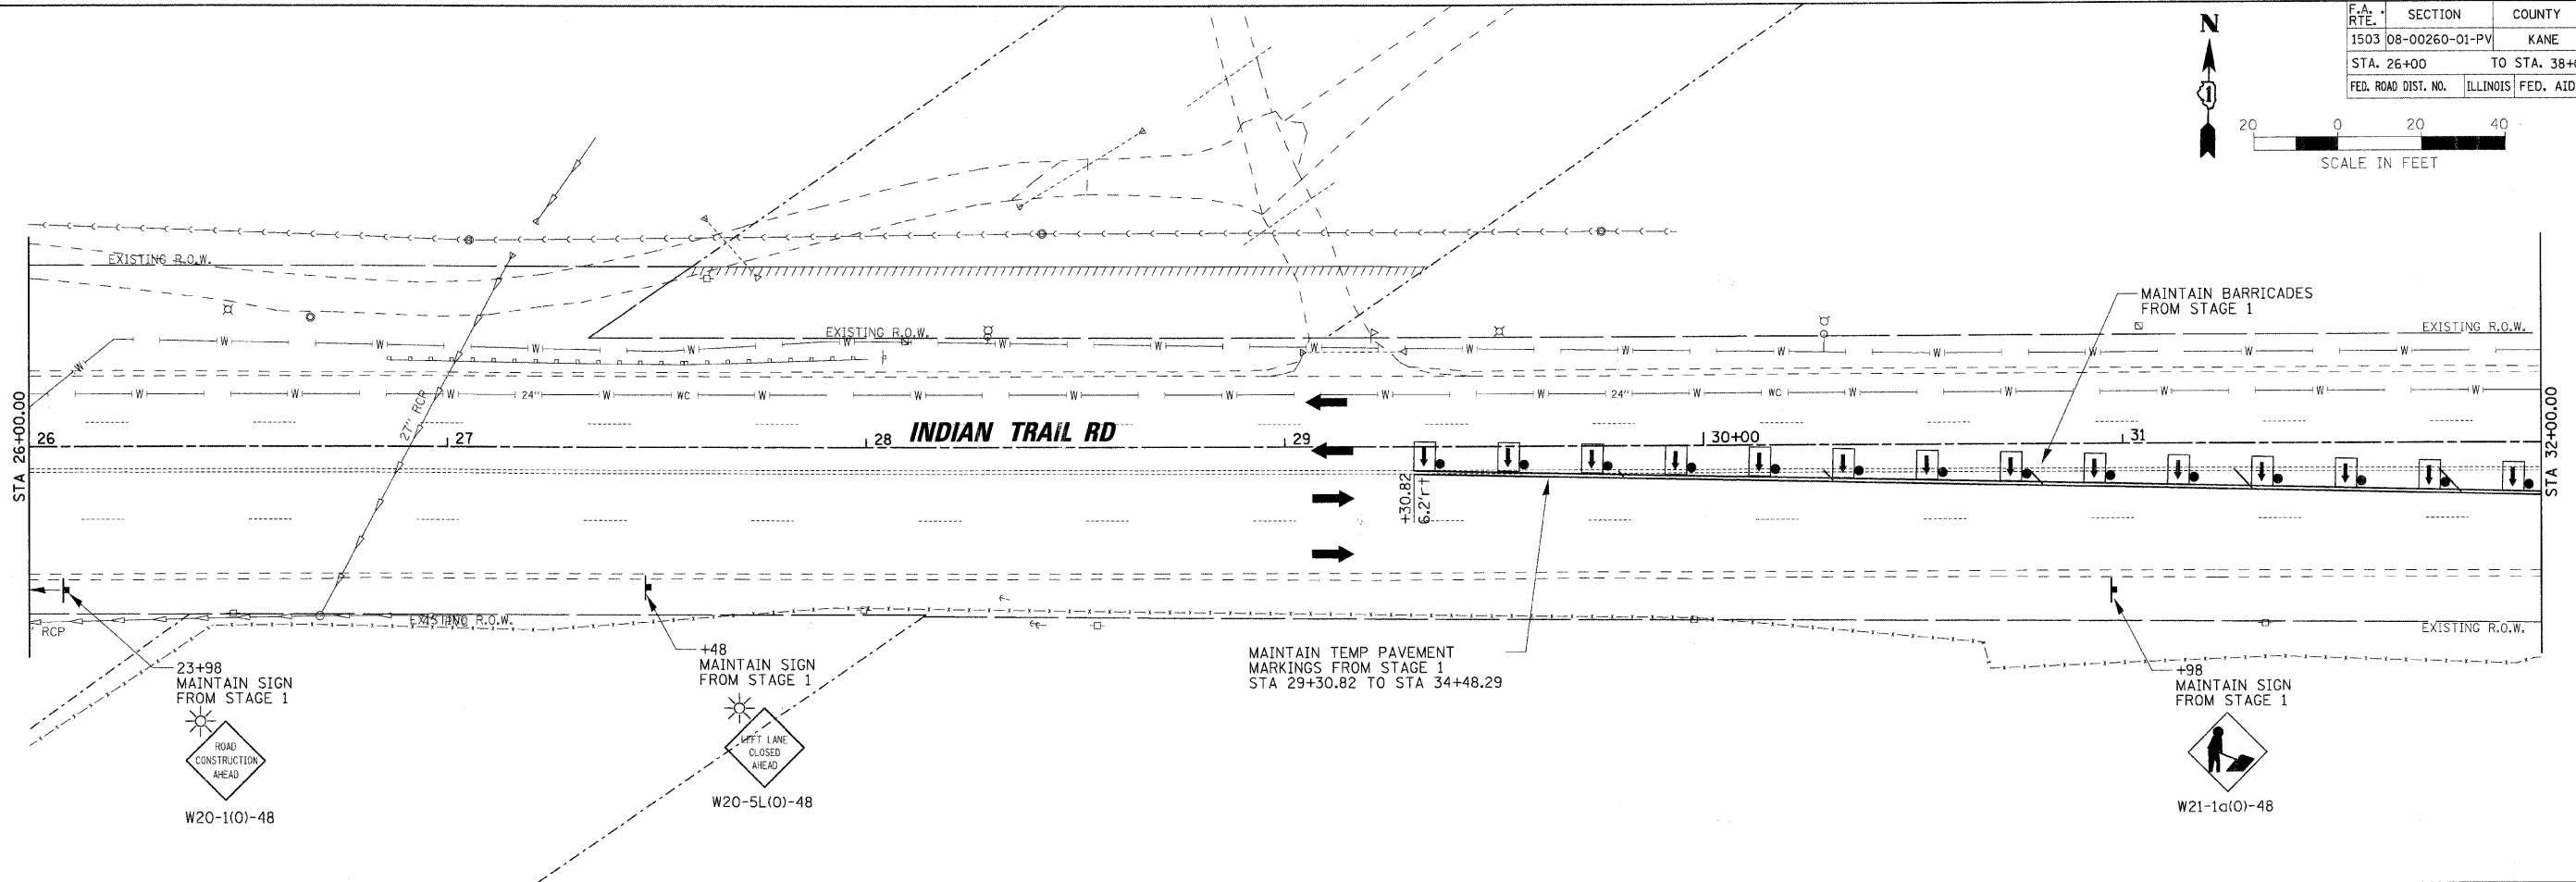 F.A. RTE. SECTION COUNTY
1503 08-00260-01-PV KANE
STA. 26+00 TO STA. 38+0
FED. ROAD DIST. NO. ILLINOIS FED. AID
N
1
20 0 20 40
SCALE IN FEET
EXISTING R.O.W.
MAINTAIN BARRICADES
FROM STAGE 1
EXISTING R.O.W.
EXISTING R.O.W.
W W W W W W W W W W W W W W W W
W W W 24" W WC W W W W W W 24" W WC W W W W W
27" RCP
STA 26+00.00
26 27 28 INDIAN TRAIL RD 29 30+00 31
STA 32+00.00
+30.82
6.2'rt
RCP
EXISTING R.O.W.
EXISTING R.O.W.
23+98
MAINTAIN SIGN
FROM STAGE 1
+48
MAINTAIN SIGN
FROM STAGE 1
MAINTAIN TEMP PAVEMENT
MARKINGS FROM STAGE 1
STA 29+30.82 TO STA 34+48.29
+98
MAINTAIN SIGN
FROM STAGE 1
ROAD
CONSTRUCTION
AHEAD
W20-1(O)-48
LEFT LANE
CLOSED
AHEAD
W20-5L(O)-48
W21-1a(O)-48